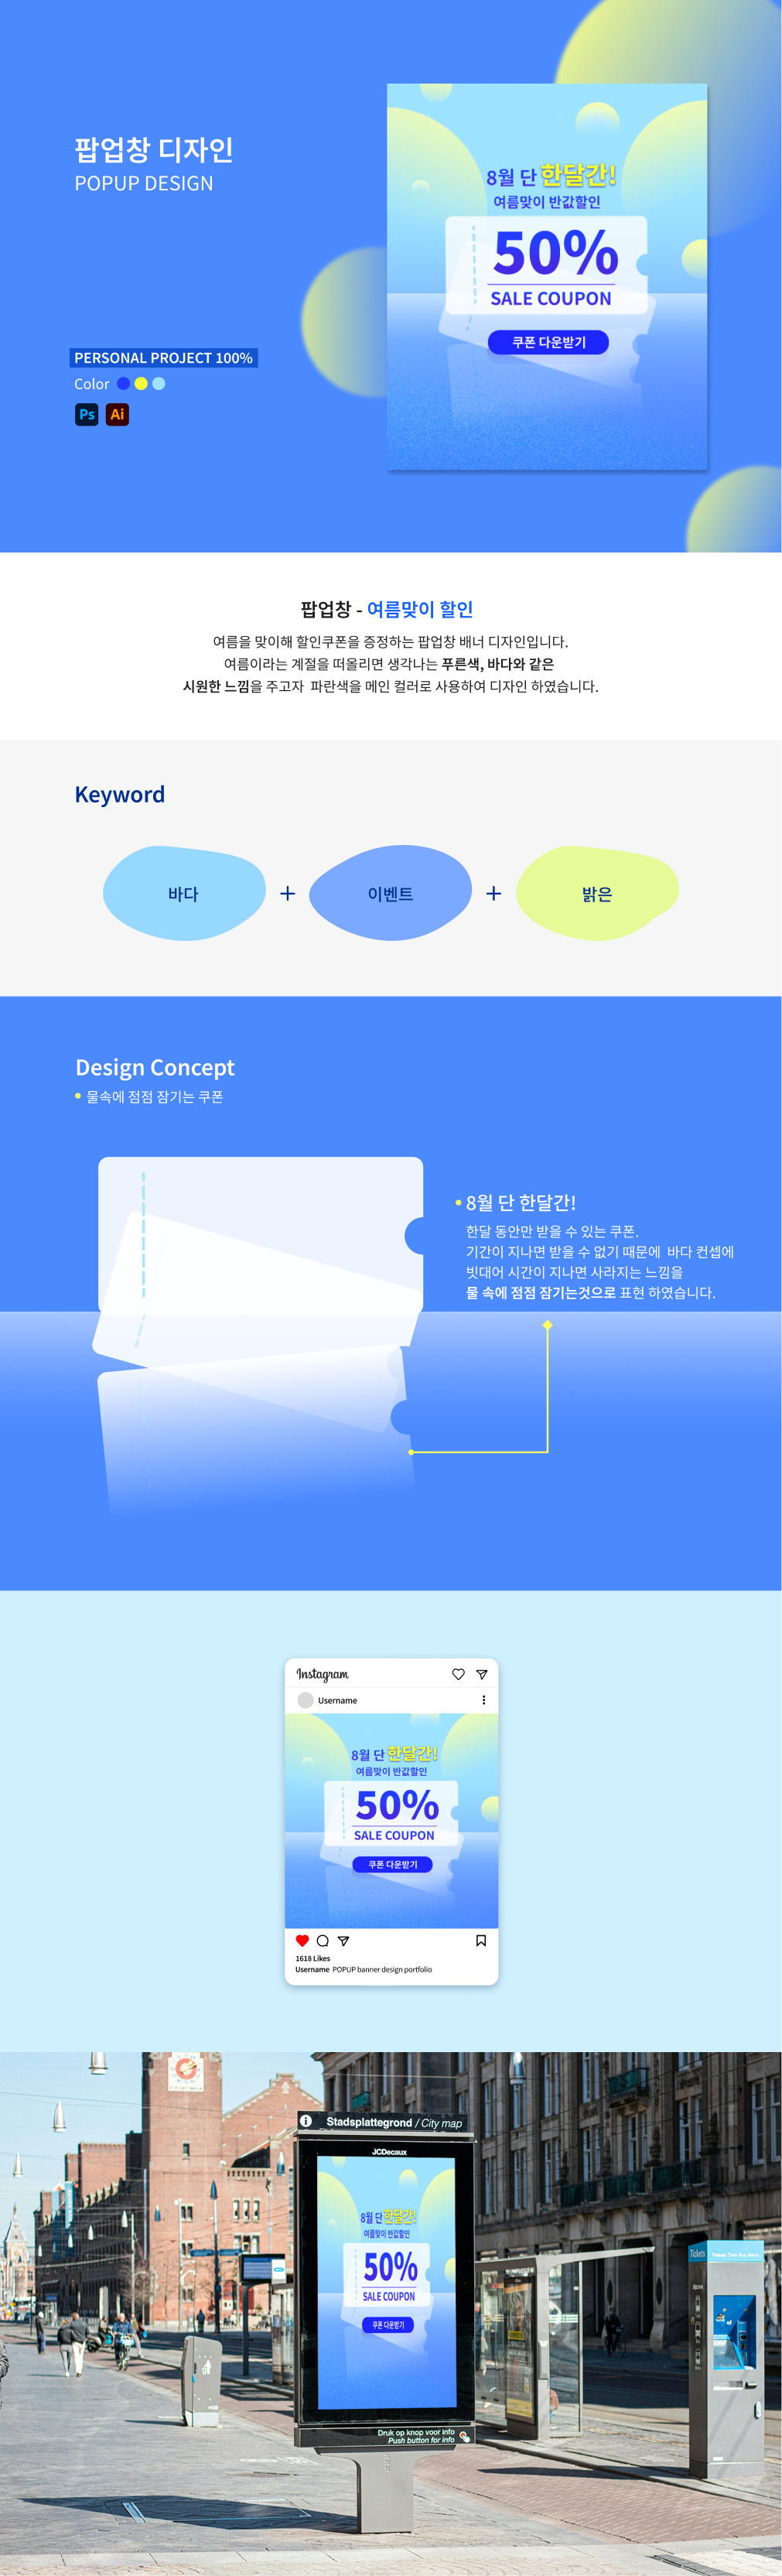 팝업창 디자인
POPUP DESIGN
PERSONAL PROJECT 100%
Color
Ps Ai
8월 단 한달간!
여름맞이 반값할인
50%
SALE COUPON
쿠폰 다운받기
팝업창 - 여름맞이 할인
여름을 맞이해 할인쿠폰을 증정하는 팝업창 배너 디자인입니다.
여름이라는 계절을 떠올리면 생각나는 푸른색, 바다와 같은
시원한 느낌을 주고자 파란색을 메인 컬러로 사용하여 디자인 하였습니다.
Keyword
바다 + 이벤트 + 밝은
Design Concept
물속에 점점 잠기는 쿠폰
8월 단 한달간!
한달 동안만 받을 수 있는 쿠폰.
기간이 지나면 받을 수 없기 때문에 바다 컨셉에
빗대어 시간이 지나면 사라지는 느낌을
물 속에 점점 잠기는것으로 표현 하였습니다.
Instagram
Username
8월 단 한달간!
여름맞이 반값할인
50%
SALE COUPON
쿠폰 다운받기
1618 Likes
Username POPUP banner design portfolio
i Stadsplattegrond / City map
JCDecaux
8월 단 한달간!
여름맞이 반값할인
50%
SALE COUPON
쿠폰 다운받기
Druk op knop voor info
Push button for info
Tickets